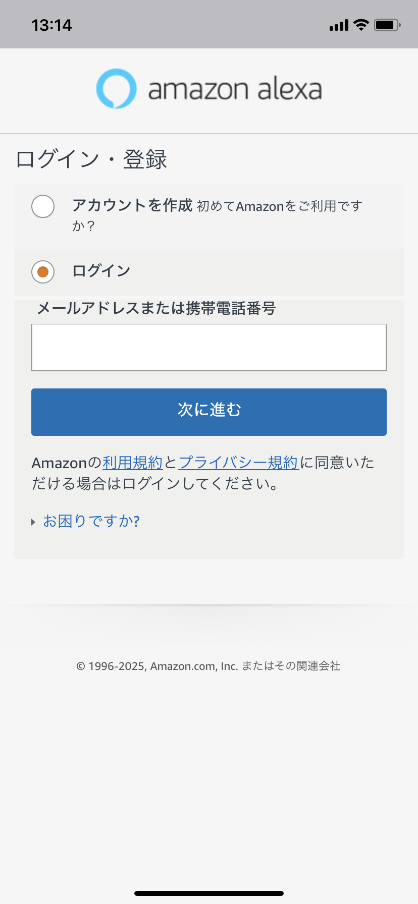 13:14
amazon alexa
ログイン・登録
アカウントを作成 初めてAmazonをご利用です
か？
ログイン
メールアドレスまたは携帯電話番号
次に進む
Amazonの利用規約とプライバシー規約に同意いた
だける場合はログインしてください。
お困りですか?
© 1996-2025, Amazon.com, Inc. またはその関連会社